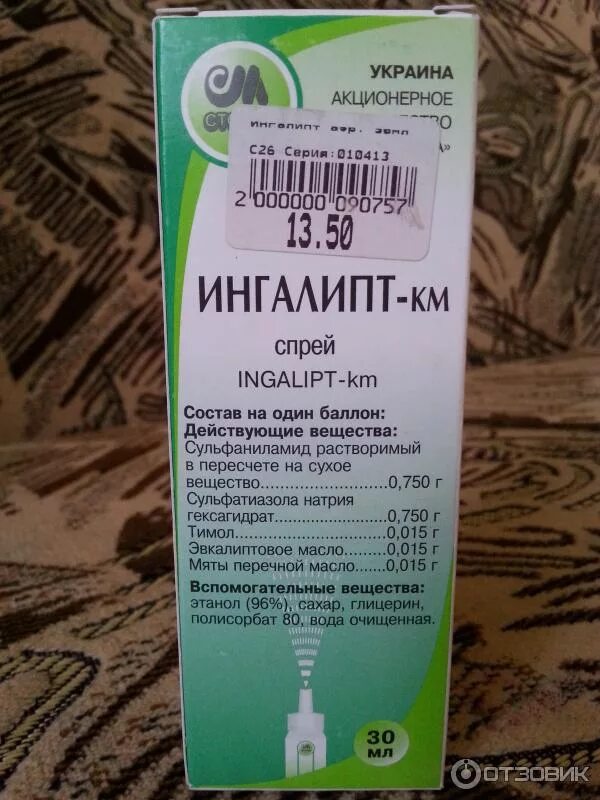 УКРАИНА
АКЦИОНЕРНОЕ
С26 Серия:010413
2 000000 090757
13.50
ИНГАЛИПТ-км
спрей
INGALIPT-km
Состав на один баллон:
Действующие вещества:
Сульфаниламид растворимый
в пересчете на сухое
вещество....................0,750 г
Сульфатиазола натрия
гексагидрат..................0,750 г
Тимол..........................0,015 г
Эвкалиптовое масло......0,015 г
Мяты перечной масло....0,015 г
Вспомогательные вещества:
этанол (96%), сахар, глицерин,
полисорбат 80, вода очищенная.
30
мл
ОТЗОВИК